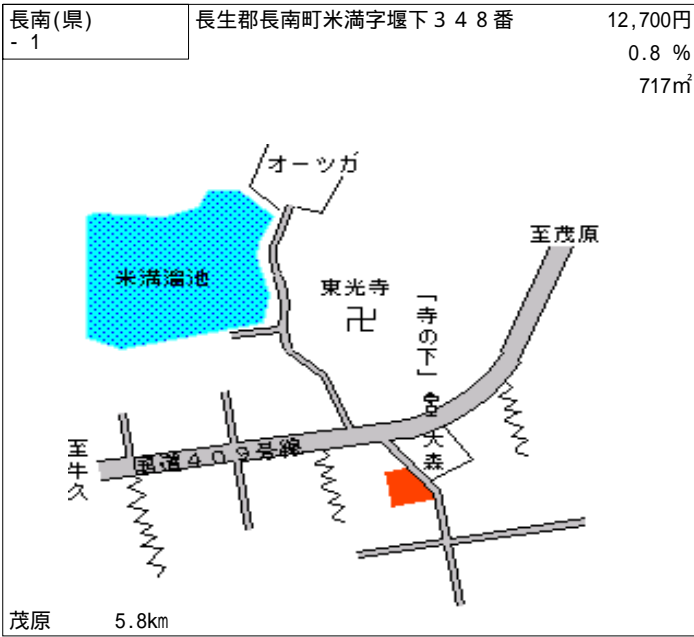 長南(県)
- 1
長生郡長南町米満字堰下３４８番
12,700円
0.8 %
717㎡
オーツカ
至茂原
米満溜池
東光寺
「寺の下」
大森
至牛久
国道４０９号線
茂原 5.8km